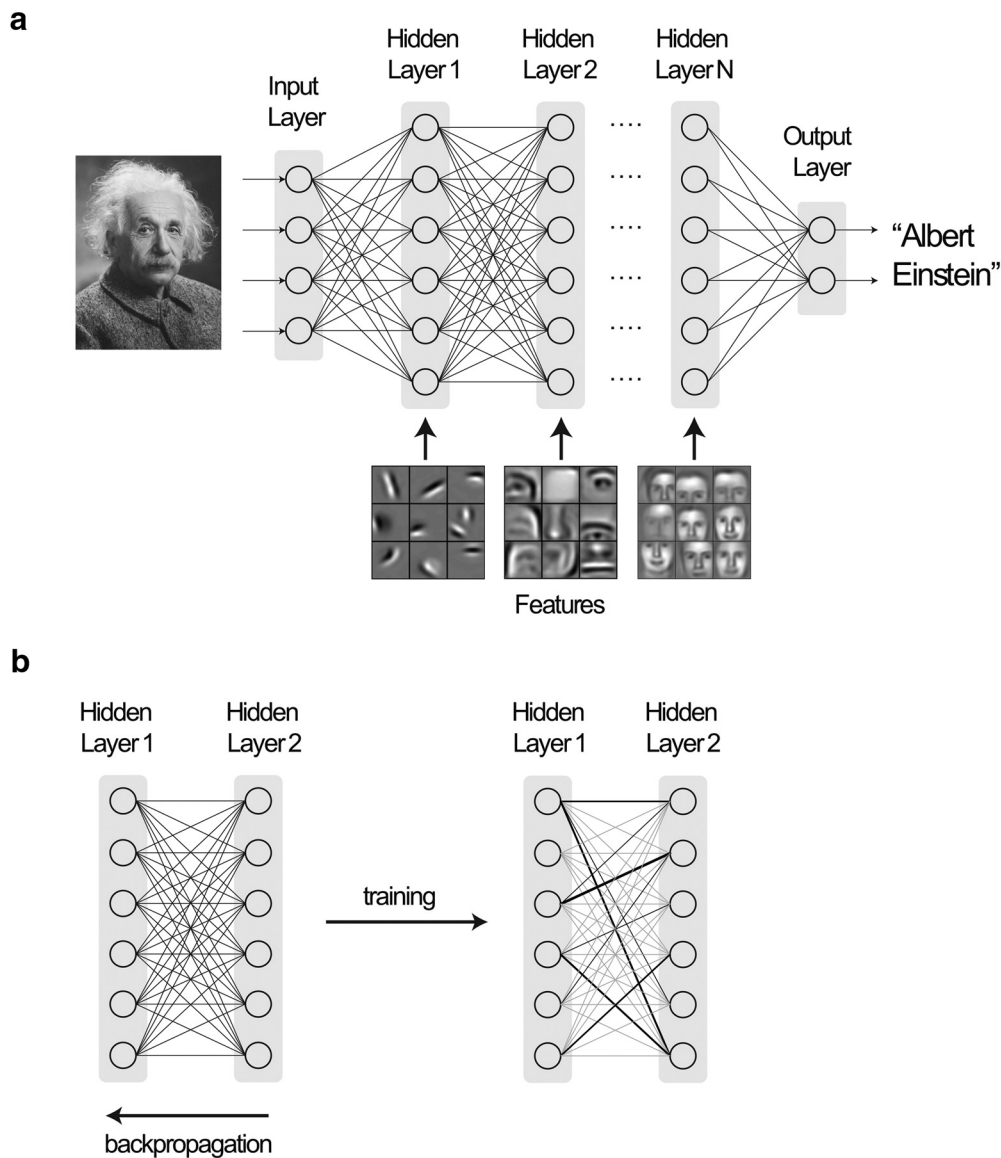 a
Hidden
Layer 1
Hidden
Layer 2
Hidden
Layer N
Input
Layer
....
Output
Layer
....
....
“Albert
Einstein”
....
....
....
Features
b
Hidden
Layer 1
Hidden
Layer 2
Hidden
Layer 1
Hidden
Layer 2
training
backpropagation